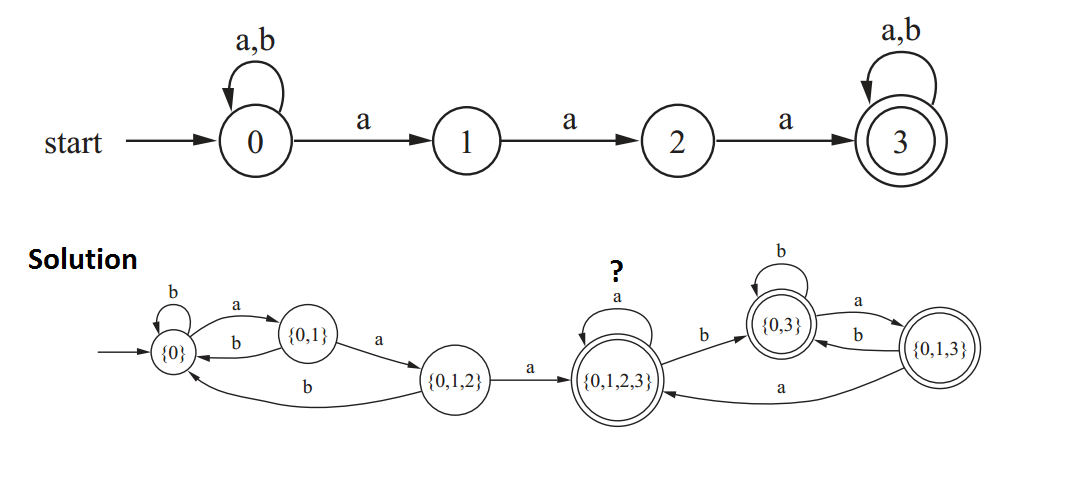 a,b
a,b
start
0
a
1
a
2
a
3
Solution
?
b
a
b
{0}
b
{0,1}
a
b
{0,1,2}
a
a
{0,1,2,3}
b
b
{0,3}
a
b
a
{0,1,3}